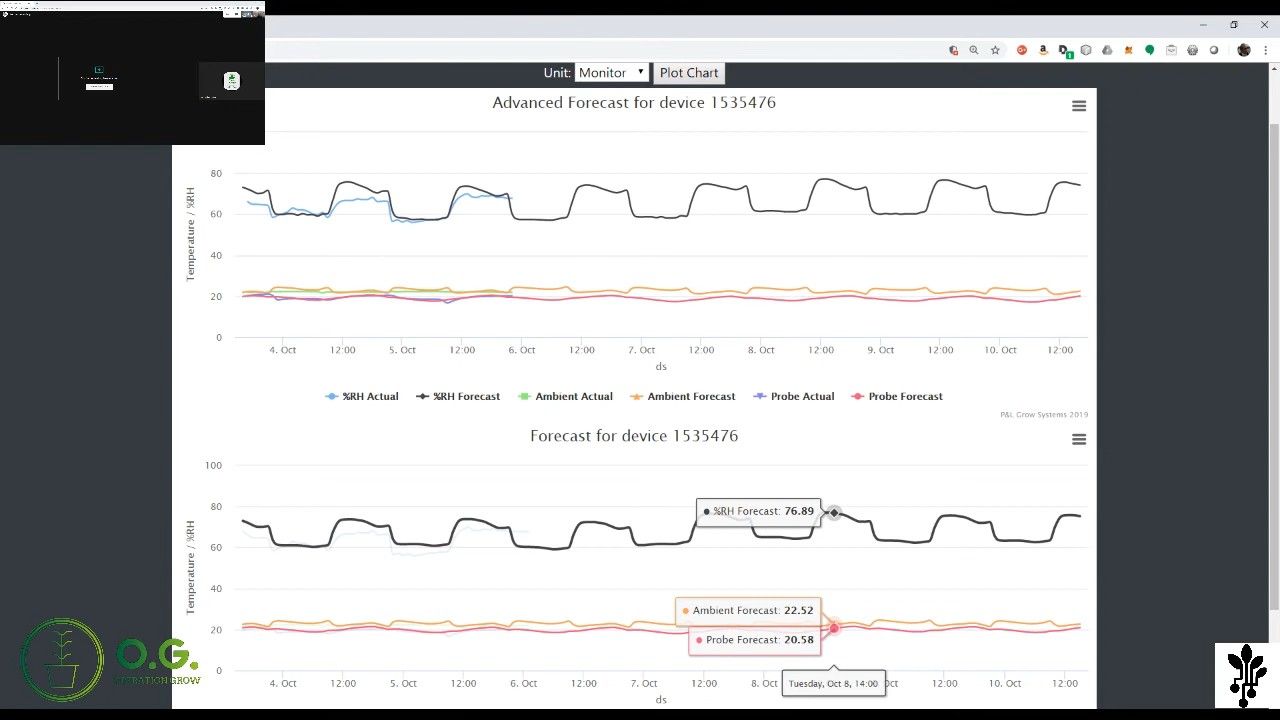 Unit: Monitor Plot Chart
Advanced Forecast for device 1535476
Temperature / %RH
80
60
40
20
0
4. Oct 12:00 5. Oct 12:00 6. Oct 12:00 7. Oct 12:00 8. Oct 12:00 9. Oct 12:00 10. Oct 12:00
ds
%RH Actual %RH Forecast Ambient Actual Ambient Forecast Probe Actual Probe Forecast
P&L Grow Systems 2019
Forecast for device 1535476
Temperature / %RH
100
80
60
40
20
0
%RH Forecast: 76.89
Ambient Forecast: 22.52
Probe Forecast: 20.58
Tuesday, Oct 8, 14:00
4. Oct 12:00 5. Oct 12:00 6. Oct 12:00 7. Oct 12:00 8. Oct Oct 12:00 10. Oct 12:00
ds
O.G.